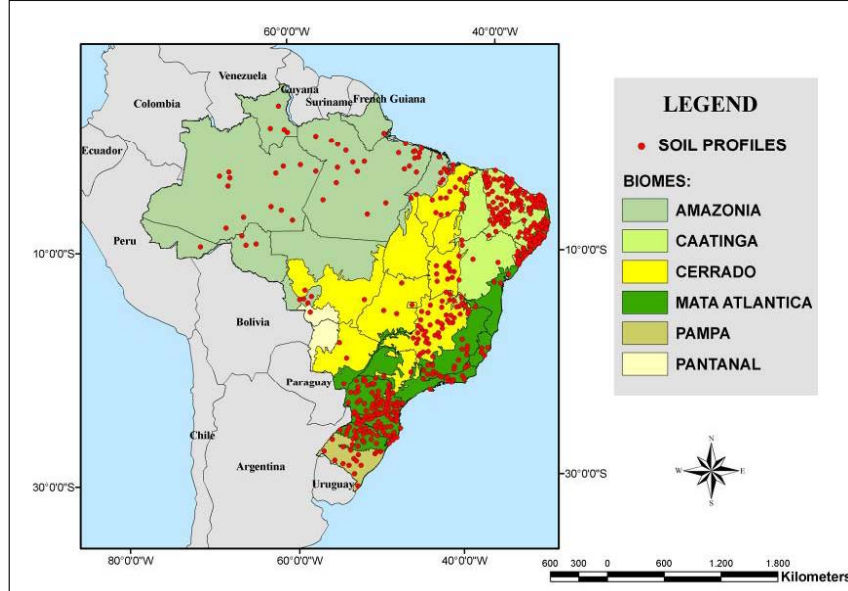 60°0'0"W
40°0'0"W
Venezuela
Guyana
Colombia
Suriname
French Guiana
Ecuador
Peru
10°0'0"S
10°0'0"S
Bolivia
Paraguay
Chile
Argentina
Uruguay
30°0'0"S
30°0'0"S
80°0'0"W
60°0'0"W
40°0'0"W
LEGEND
SOIL PROFILES
BIOMES:
AMAZONIA
CAATINGA
CERRADO
MATA ATLANTICA
PAMPA
PANTANAL
N
W
E
S
600 300 0 600 1.200 1.800
Kilometers